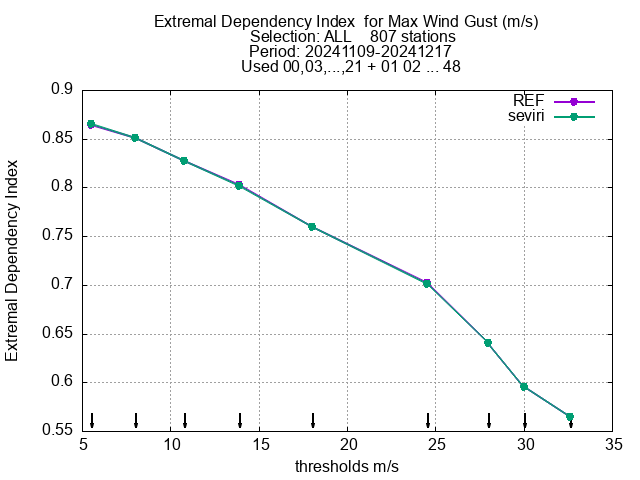 Extremal Dependency Index  for Max Wind Gust (m/s)
Selection: ALL    807 stations
Period: 20241109-20241217
Used 00,03,...,21 + 01 02 ... 48
REF
seviri
0.9
0.85
0.8
0.75
0.7
0.65
0.6
0.55
Extremal Dependency Index
5 10 15 20 25 30 35
thresholds m/s